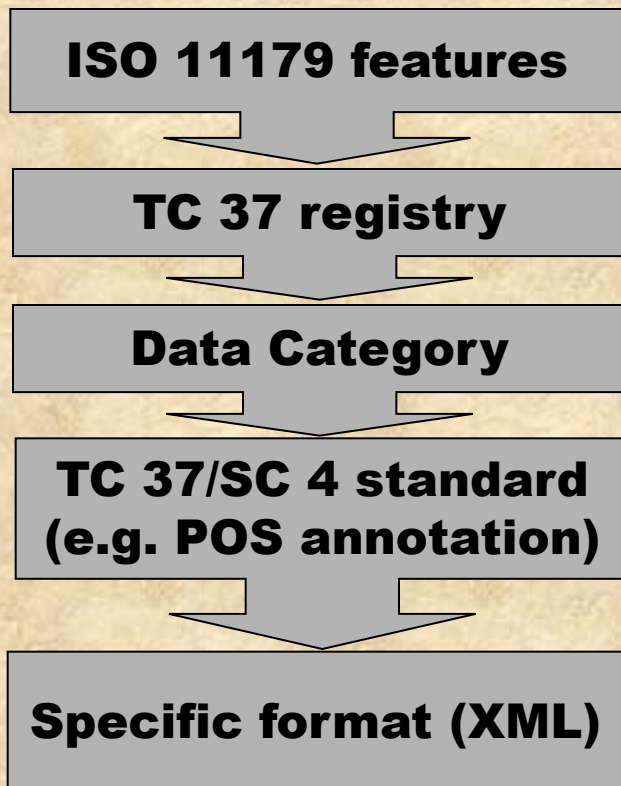 ISO 11179 features
TC 37 registry
Data Category
TC 37/SC 4 standard
(e.g. POS annotation)
Specific format (XML)